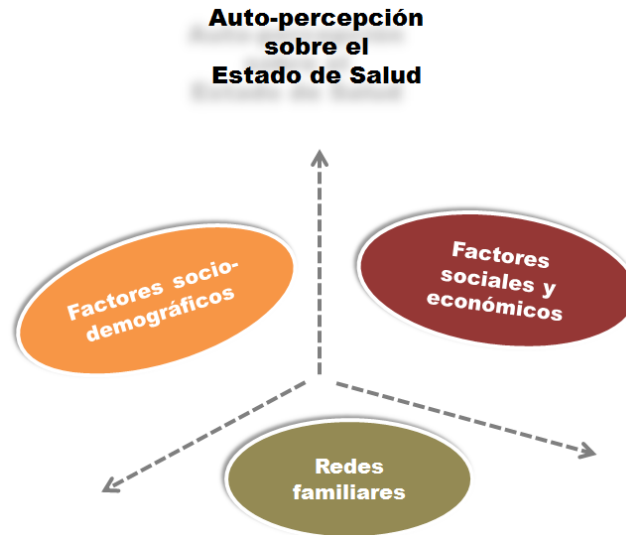 Auto-percepción
sobre el
Estado de Salud
Factores socio-
demográficos
Factores
sociales y
económicos
Redes
familiares